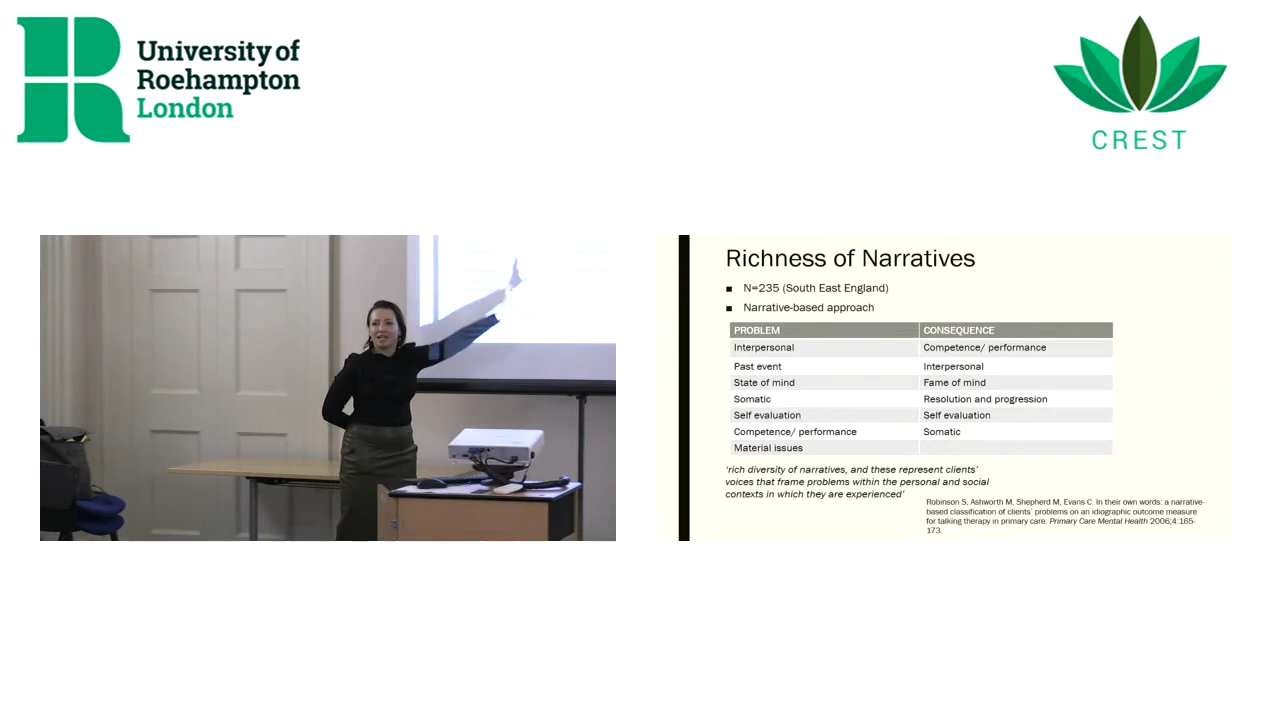 University of
Roehampton
London
CREST
Richness of Narratives
■ N=235 (South East England)
■ Narrative-based approach
PROBLEM CONSEQUENCE
Interpersonal Competence/ performance
Past event Interpersonal
State of mind Fame of mind
Somatic Resolution and progression
Self evaluation Self evaluation
Competence/ performance Somatic
Material issues
‘rich diversity of narratives, and these represent clients’
voices that frame problems within the personal and social
contexts in which they are experienced’
Robinson S, Ashworth M, Shepherd M, Evans C. In their own words: a narrative-
based classification of clients’ problems on an idiographic outcome measure
for talking therapy in primary care. Primary Care Mental Health 2006;4:165-
173.